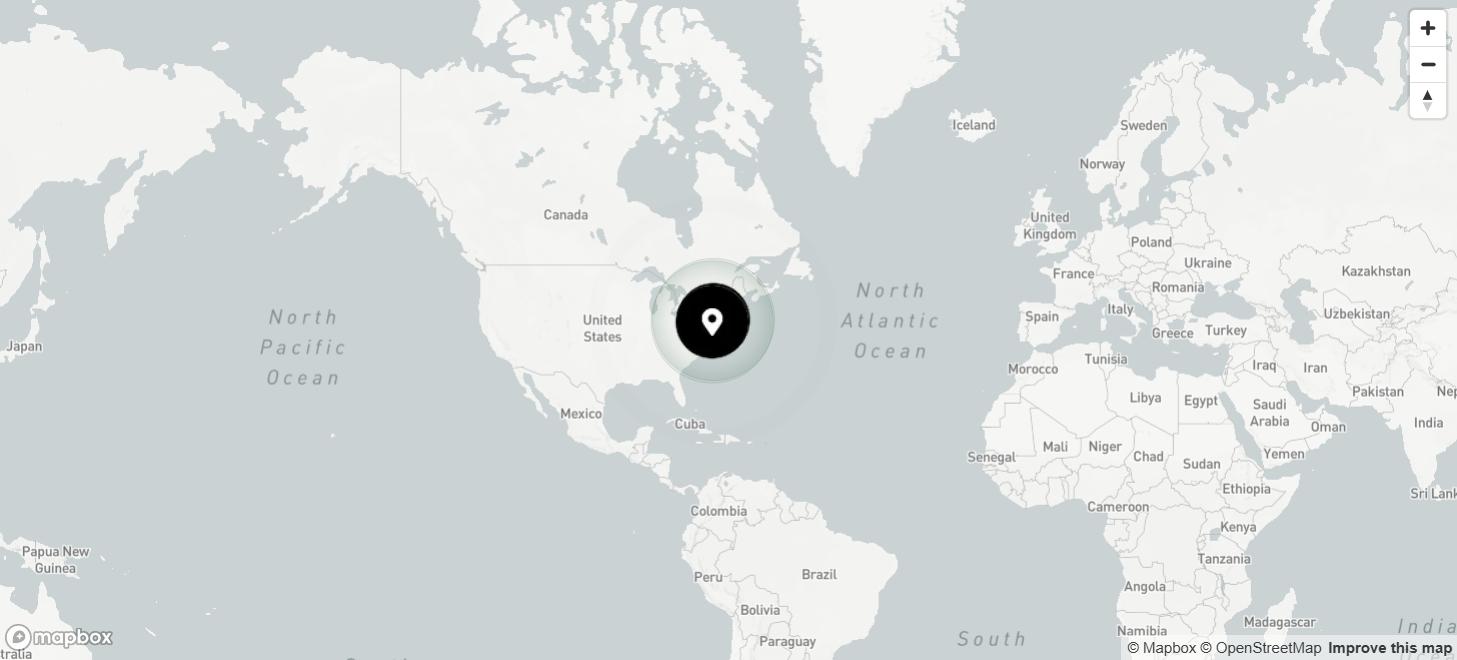 Iceland
Sweden
Norway
Canada
United
Kingdom
Poland
Ukraine
France
Kazakhstan
Romania
North
Atlantic
Ocean
Italy
Spain
Uzbekistan
North
Pacific
Ocean
United
States
Greece
Turkey
Japan
Tunisia
Morocco
Iraq
Iran
Pakistan
Nep
Libya
Egypt
Saudi
Arabia
Oman
India
Mexico
Cuba
Mali
Niger
Chad
Sudan
Yemen
Senegal
Ethiopia
Sri Lank
Colombia
Cameroon
Kenya
Papua New
Guinea
Tanzania
Peru
Brazil
Angola
Bolivia
Madagascar
India
Namibia
South
Paraguay
mapbox
tralia
© Mapbox © OpenStreetMap Improve this map